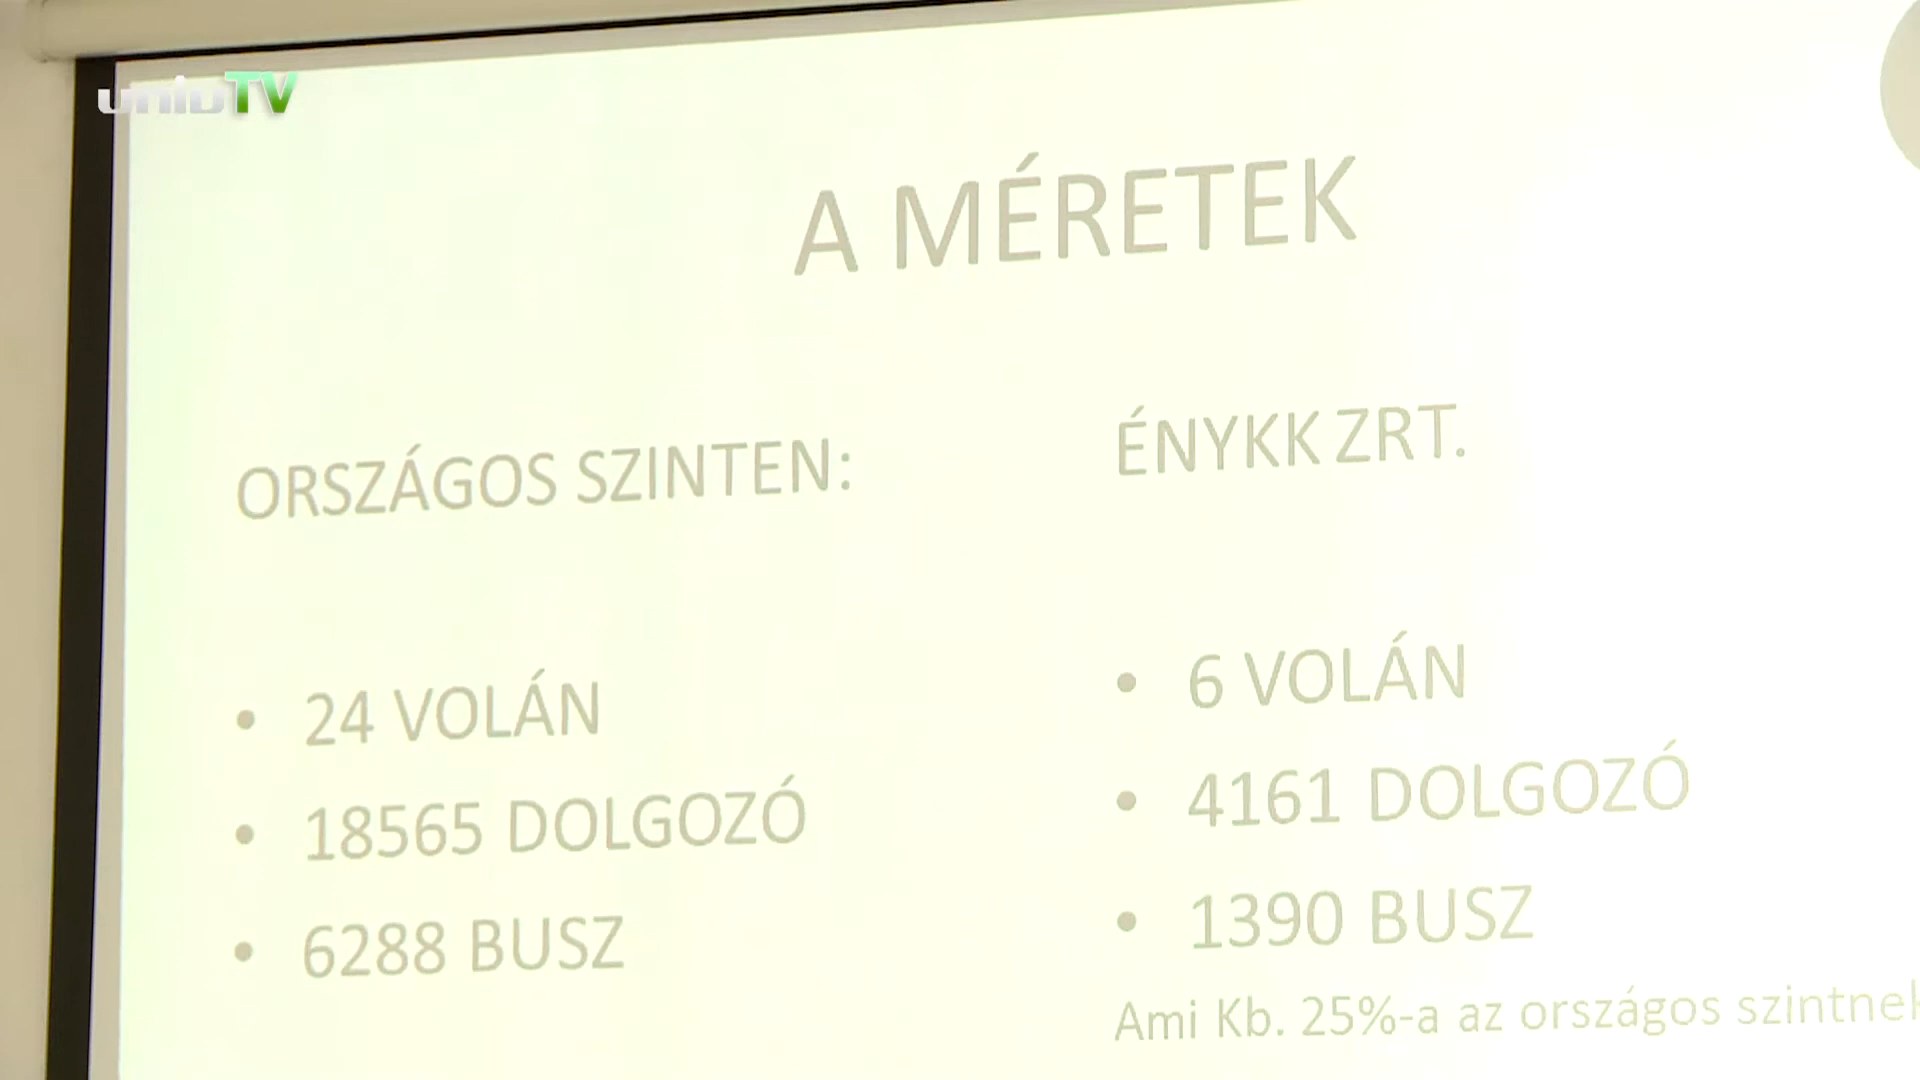 univTV
A MÉRETEK
ORSZÁGOS SZINTEN:
24 VOLÁN
18565 DOLGOZÓ
6288 BUSZ
ÉNYKK ZRT.
6 VOLÁN
4161 DOLGOZÓ
1390 BUSZ
Ami Kb. 25%-a az országos szintnek